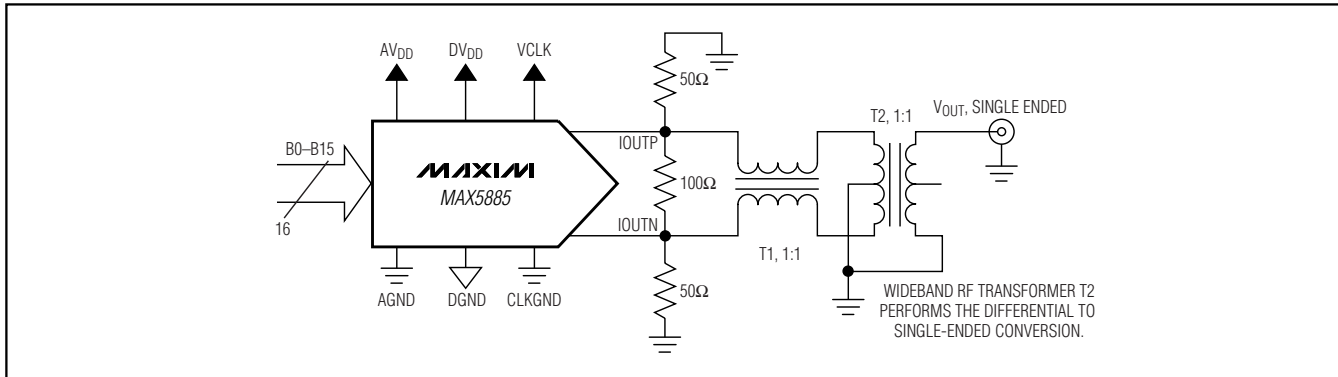 AVDD
DVDD
VCLK
50Ω
T2, 1:1
VOUT, SINGLE ENDED
IOUTP
B0–B15
MAXIM
MAX5885
100Ω
16
IOUTN
T1, 1:1
50Ω
AGND
DGND
CLKGND
WIDEBAND RF TRANSFORMER T2
PERFORMS THE DIFFERENTIAL TO
SINGLE-ENDED CONVERSION.